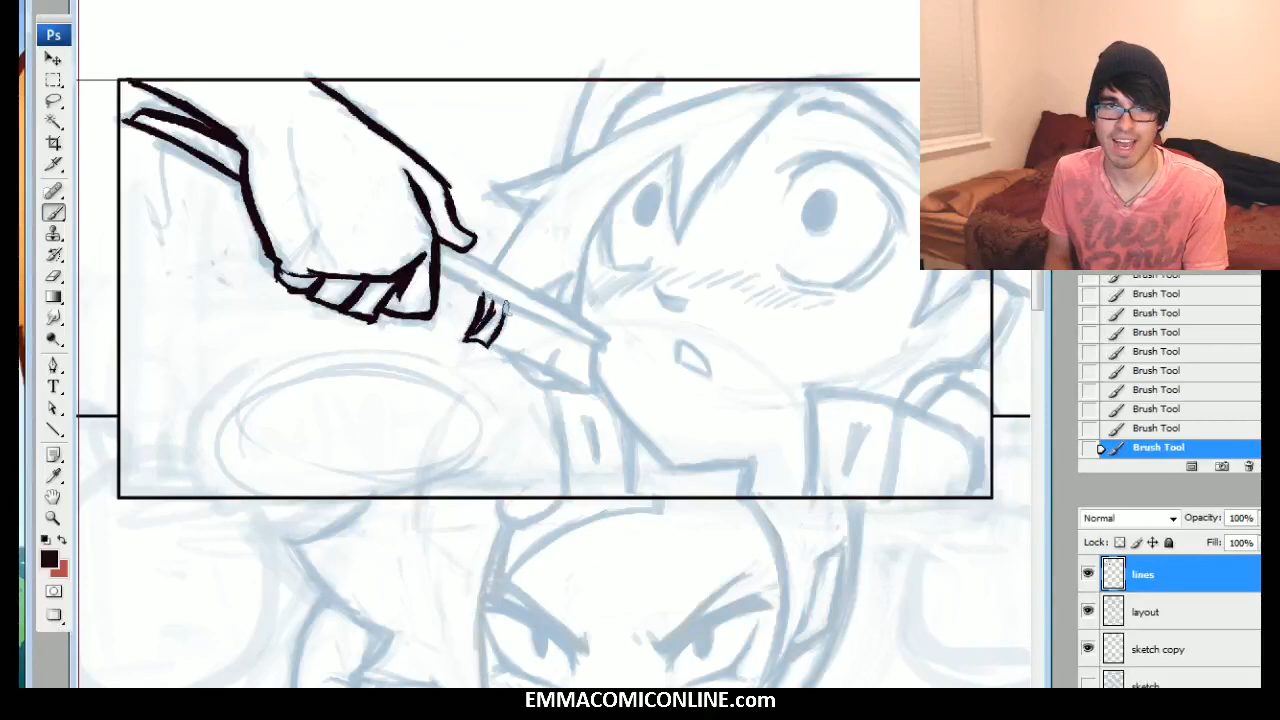 Ps
T
Brush Tool
Brush Tool
Brush Tool
Brush Tool
Brush Tool
Brush Tool
Brush Tool
Brush Tool
Brush Tool
Brush Tool
Normal Opacity: 100%
Lock: Fill: 100%
lines
layout
sketch copy
sketch
EMMACOMICONLINE.com